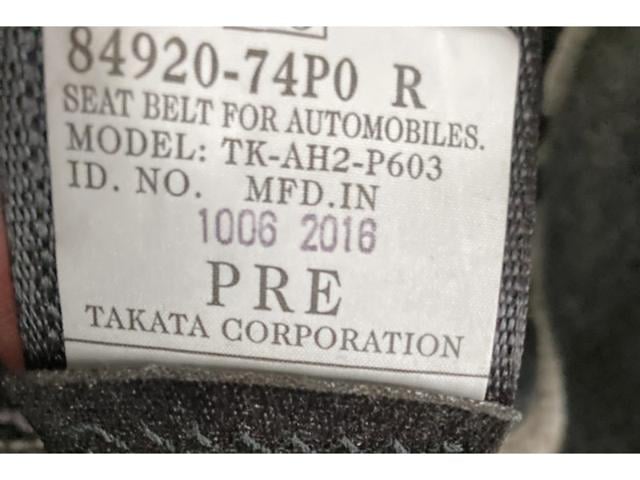 84920-74P0 R
SEAT BELT FOR AUTOMOBILES.
MODEL: TK-AH2-P603
ID. NO. MFD.IN
1006 2016
PRE
TAKATA CORPORATION